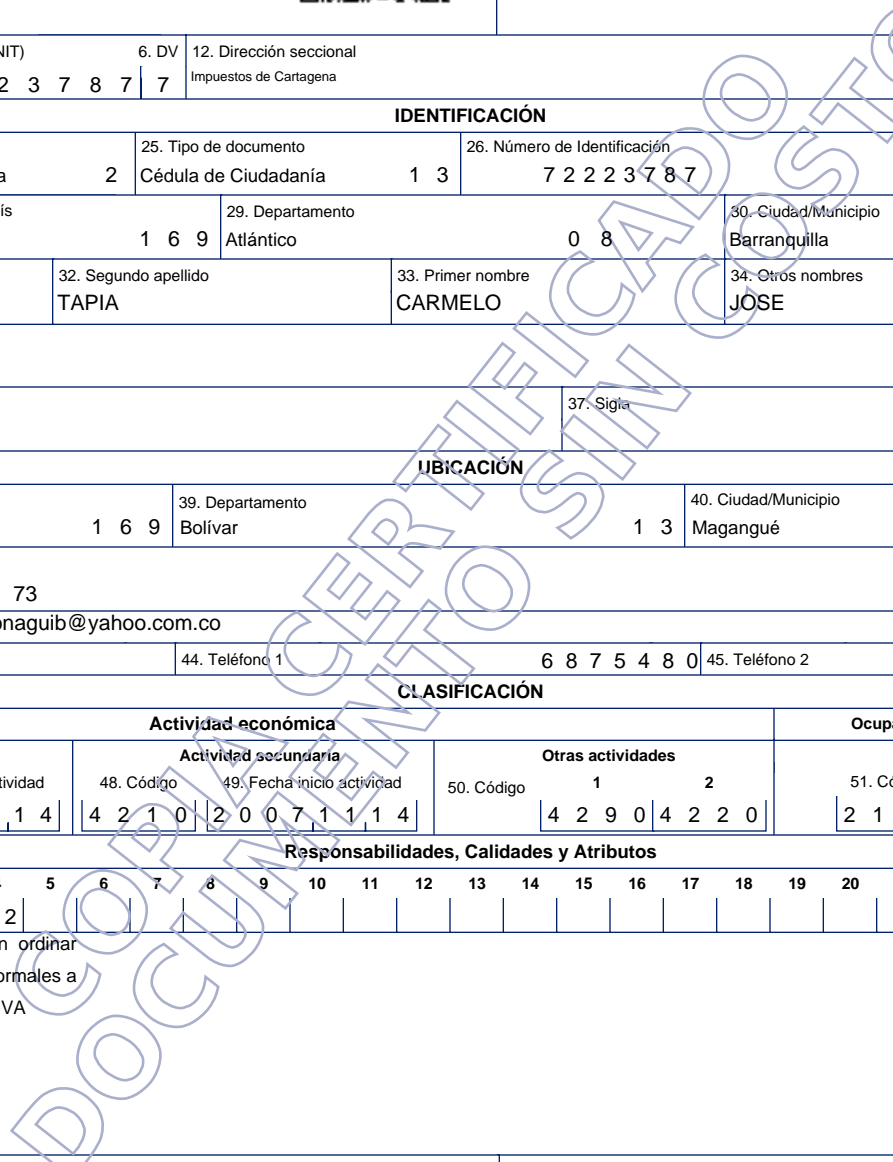 NIT) 6. DV 12. Dirección seccional
2 3 7 8 7 7 Impuestos de Cartagena
IDENTIFICACIÓN
25. Tipo de documento 26. Número de Identificación
a 2 Cédula de Ciudadanía 1 3 7 2 2 2 3 7 8 7
ís 29. Departamento 30. Ciudad/Municipio
1 6 9 Atlántico 0 8 Barranquilla
32. Segundo apellido 33. Primer nombre 34. Otros nombres
TAPIA CARMELO JOSE
37. Sigla
UBICACIÓN
39. Departamento 40. Ciudad/Municipio
1 6 9 Bolívar 1 3 Magangué
73
onaguib@yahoo.com.co
44. Teléfono 1 6 8 7 5 4 8 0 45. Teléfono 2
CLASIFICACIÓN
Actividad económica Ocupa
Actividad secundaria Otras actividades
tividad 48. Código 49. Fecha inicio actividad 50. Código 1 2 51. Có
1 4 4 2 1 0 2 0 0 7 1 1 1 4 4 2 9 0 4 2 2 0 2 1
Responsabilidades, Calidades y Atributos
5 6 7 8 9 10 11 12 13 14 15 16 17 18 19 20
2
n ordinar
ormales a
VA
COPIA CERTIFICADO
DOCUMENTO SIN COSTO